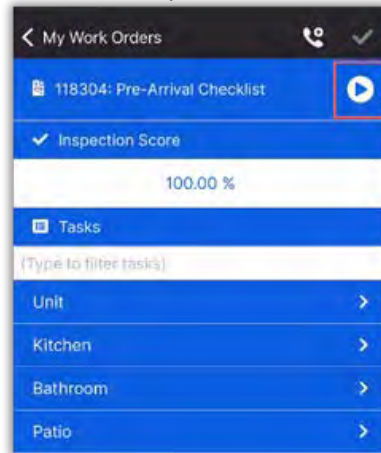 My Work Orders
118304: Pre-Arrival Checklist
Inspection Score
100.00 %
Tasks
(Type to filter tasks)
Unit
Kitchen
Bathroom
Patio